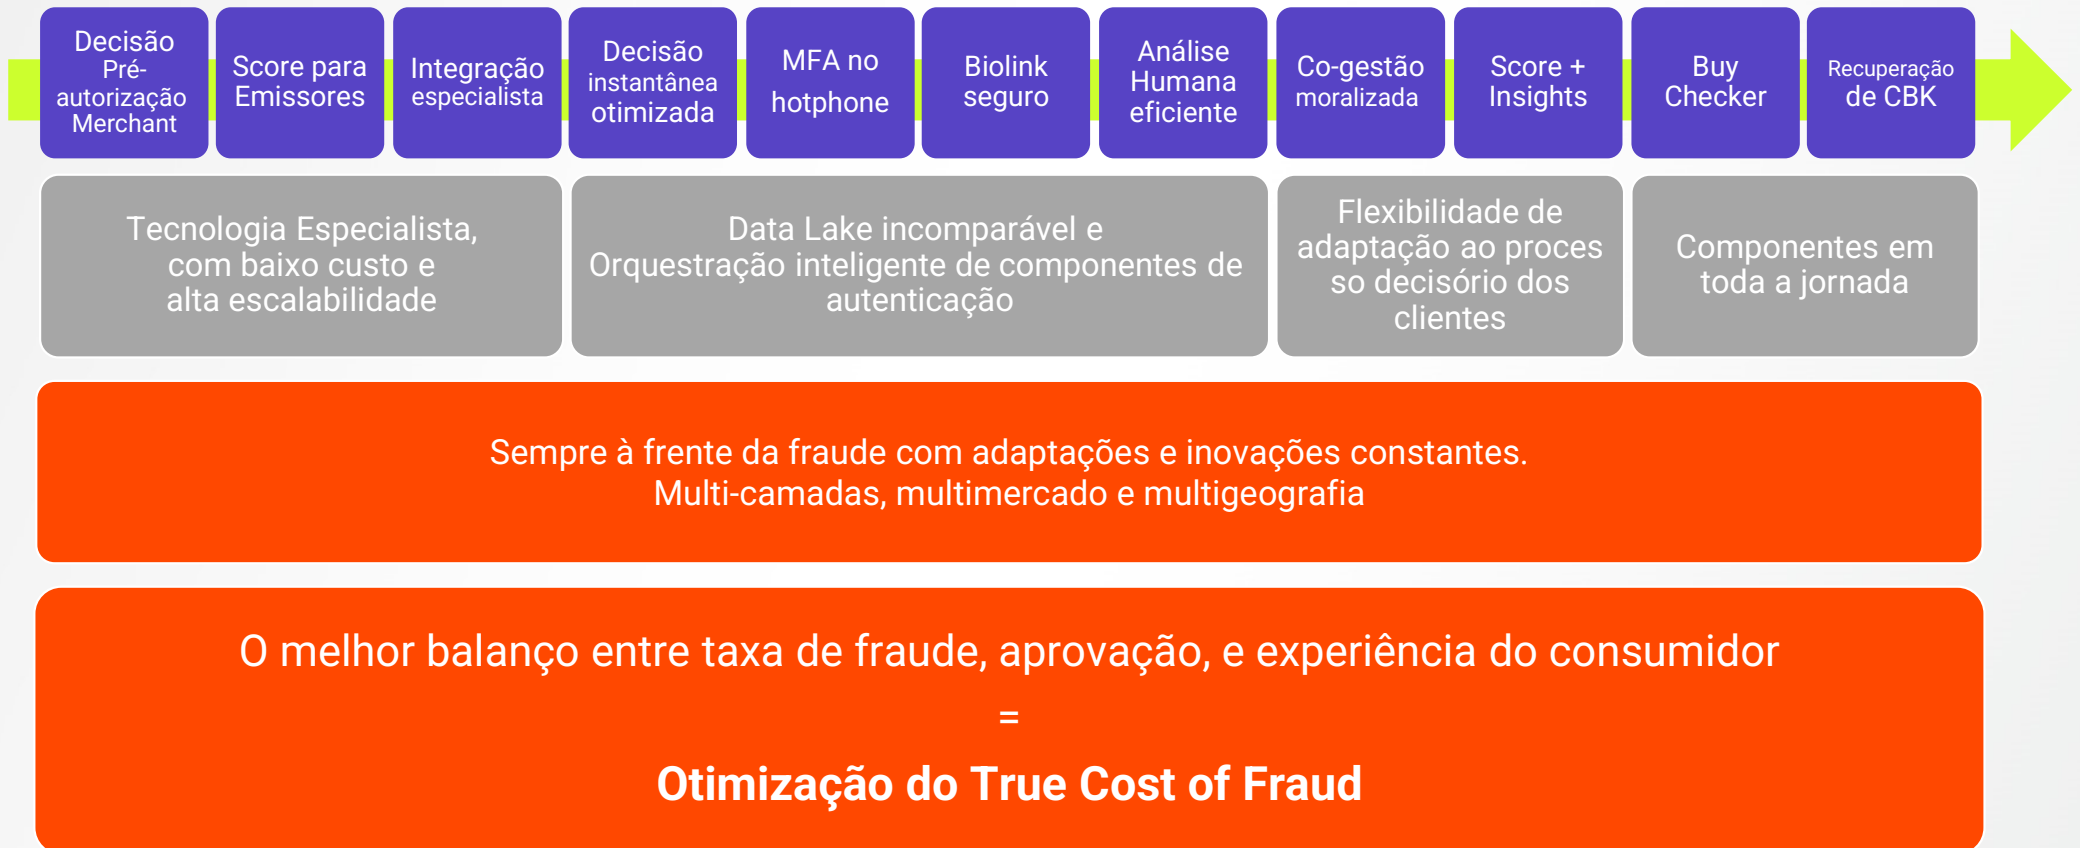 Decisão
Pré-
autorização
Merchant
Score para
Emissores
Integração
especialista
Decisão
instantânea
otimizada
MFA no
hotphone
Biolink
seguro
Análise
Humana
eficiente
Co-gestão
moralizada
Score +
Insights
Buy
Checker
Recuperação
de CBK
Tecnologia Especialista,
com baixo custo e
alta escalabilidade
Data Lake incomparável e
Orquestração inteligente de componentes de
autenticação
Flexibilidade de
adaptação ao proces
so decisório dos
clientes
Componentes em
toda a jornada
Sempre à frente da fraude com adaptações e inovações constantes.
Multi-camadas, multimercado e multigeografia
O melhor balanço entre taxa de fraude, aprovação, e experiência do consumidor
=
Otimização do True Cost of Fraud